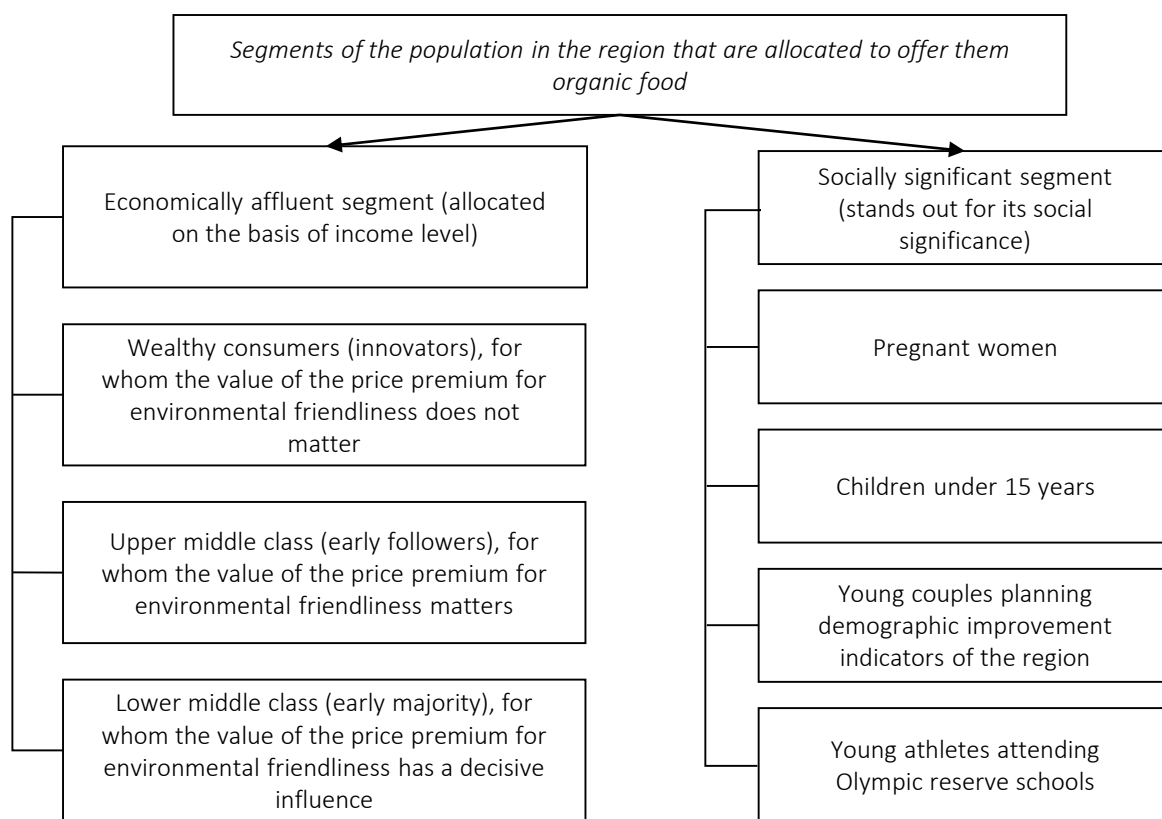 Segments of the population in the region that are allocated to offer them
organic food
Economically affluent segment (allocated
on the basis of income level)
Wealthy consumers (innovators), for
whom the value of the price premium for
environmental friendliness does not
matter
Upper middle class (early followers), for
whom the value of the price premium for
environmental friendliness matters
Lower middle class (early majority), for
whom the value of the price premium for
environmental friendliness has a decisive
influence
Socially significant segment
(stands out for its social
significance)
Pregnant women
Children under 15 years
Young couples planning
demographic improvement
indicators of the region
Young athletes attending
Olympic reserve schools